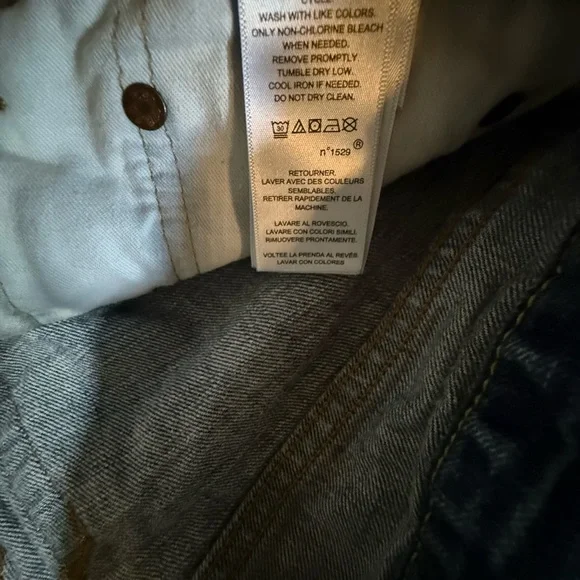 CYCLE.
WASH WITH LIKE COLORS.
ONLY NON-CHLORINE BLEACH
WHEN NEEDED.
REMOVE PROMPTLY.
TUMBLE DRY LOW.
COOL IRON IF NEEDED.
DO NOT DRY CLEAN.
30
n°1529 ®
RETOURNER.
LAVER AVEC DES COULEURS
SEMBLABLES.
RETIRER RAPIDEMENT DE LA
MACHINE.
LAVARE AL ROVESCIO.
LAVARE CON COLORI SIMILI.
RIMUOVERE PRONTAMENTE.
VOLTEE LA PRENDA AL REVÉS.
LAVAR CON COLORES